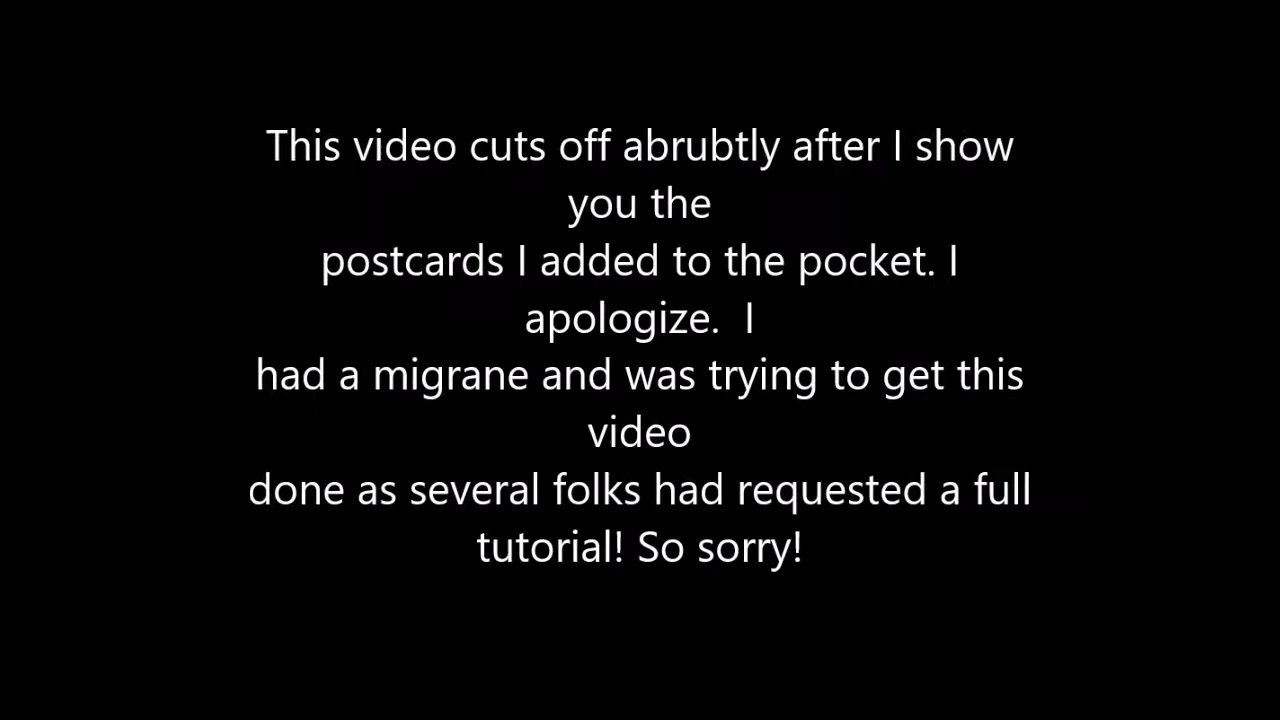 This video cuts off abrubtly after I show
you the
postcards I added to the pocket. I
apologize.  I
had a migrane and was trying to get this
video
done as several folks had requested a full
tutorial! So sorry!